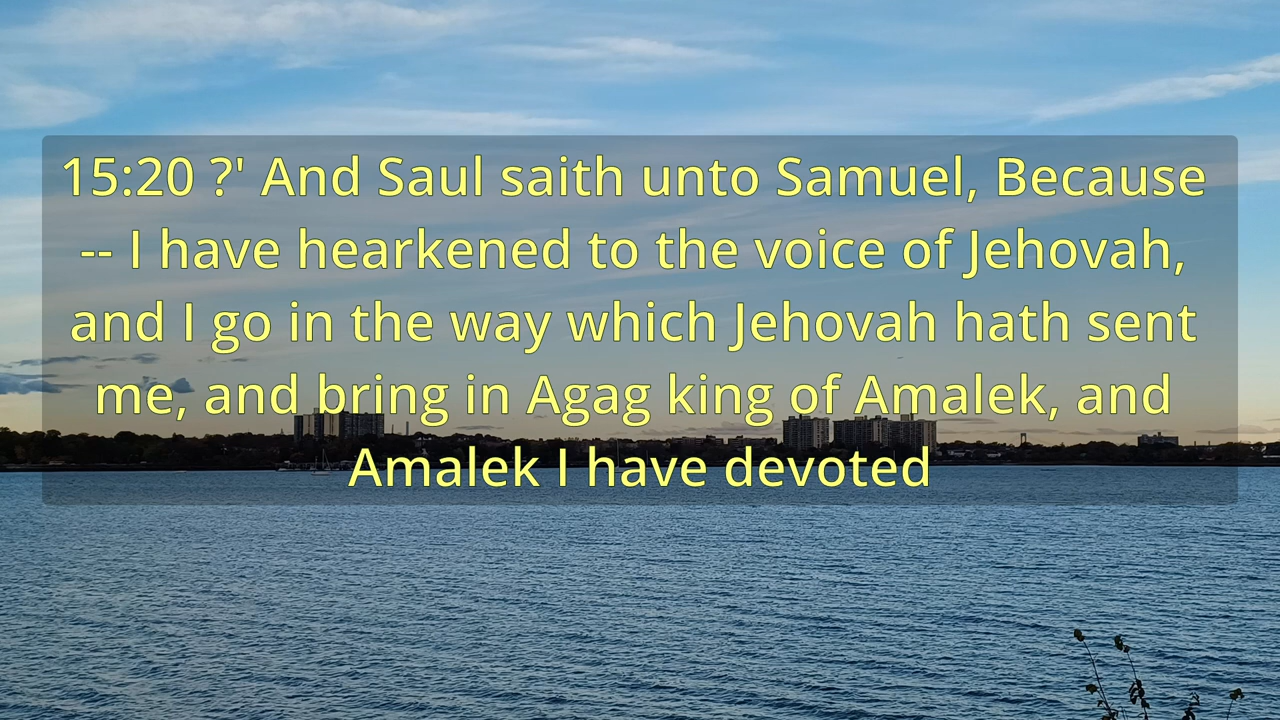 15:20 ?' And Saul saith unto Samuel, Because
-- I have hearkened to the voice of Jehovah,
and I go in the way which Jehovah hath sent
me, and bring in Agag king of Amalek, and
Amalek I have devoted